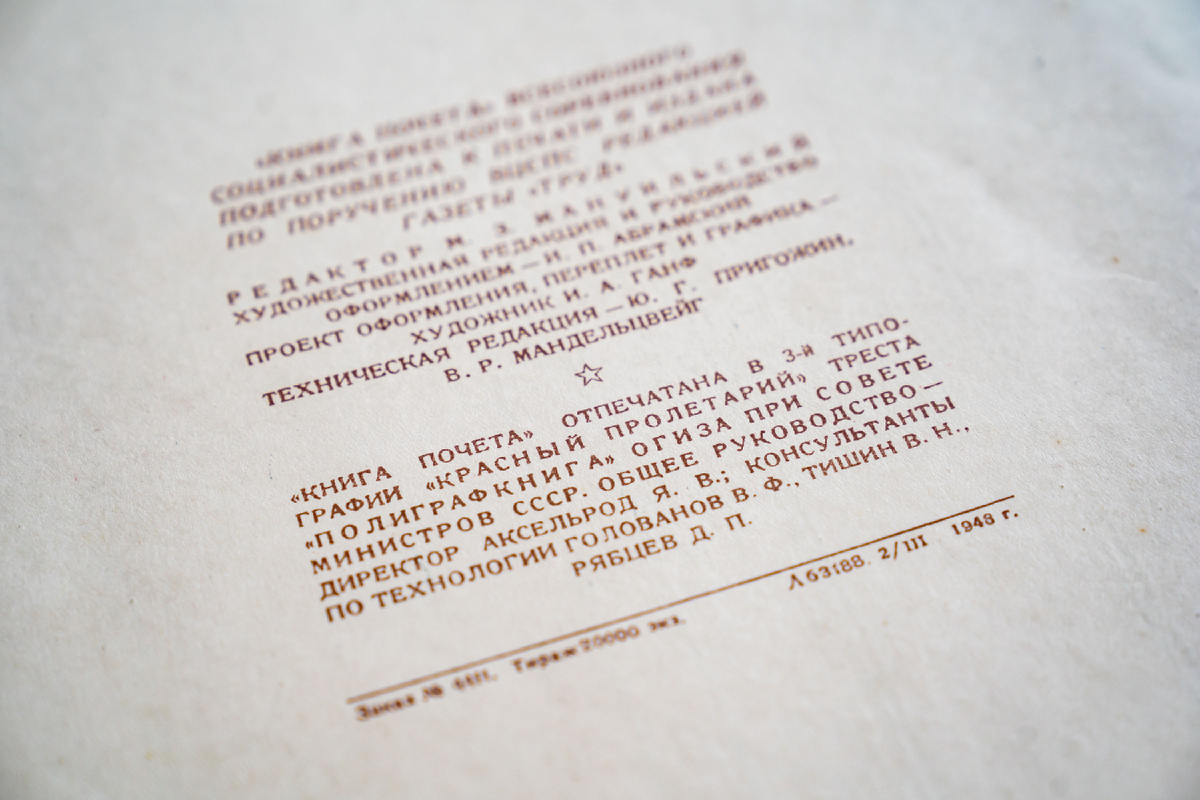 «КНИГА ПОЧЕТА» ВСЕСОЮЗНОГО
СОЦИАЛИСТИЧЕСКОГО СОРЕВНОВАНИЯ
ПОДГОТОВЛЕНА К ПЕЧАТИ И ИЗДАНА
ПО ПОРУЧЕНИЮ ВЦСПС РЕДАКЦИЕЙ
ГАЗЕТЫ «ТРУД»
РЕДАКТОР М. З. МАНУИЛЬСКИЙ
ХУДОЖЕСТВЕННАЯ РЕДАКЦИЯ И РУКОВОДСТВО
ОФОРМЛЕНИЕМ — И. П. АБРАМСКИЙ
ПРОЕКТ ОФОРМЛЕНИЯ, ПЕРЕПЛЕТ И ГРАФИКА —
ХУДОЖНИК И. А. ГАНФ
ТЕХНИЧЕСКАЯ РЕДАКЦИЯ — Ю. Г. ПРИГОЖИН,
В. Р. МАНДЕЛЬЦВЕЙГ
«КНИГА ПОЧЕТА» ОТПЕЧАТАНА В 3-й ТИПО-
ГРАФИИ «КРАСНЫЙ ПРОЛЕТАРИЙ» ТРЕСТА
«ПОЛИГРАФКНИГА» ОГИЗА ПРИ СОВЕТЕ
МИНИСТРОВ СССР. ОБЩЕЕ РУКОВОДСТВО —
ДИРЕКТОР АКСЕЛЬРОД Я. В.; КОНСУЛЬТАНТЫ
ПО ТЕХНОЛОГИИ ГОЛОВАНОВ В. Ф., ТИШИН В. Н.,
РЯБЦЕВ Д. П.
Л 63188. 2/III 1948 г.
Заказ № Тираж 20000 экз.